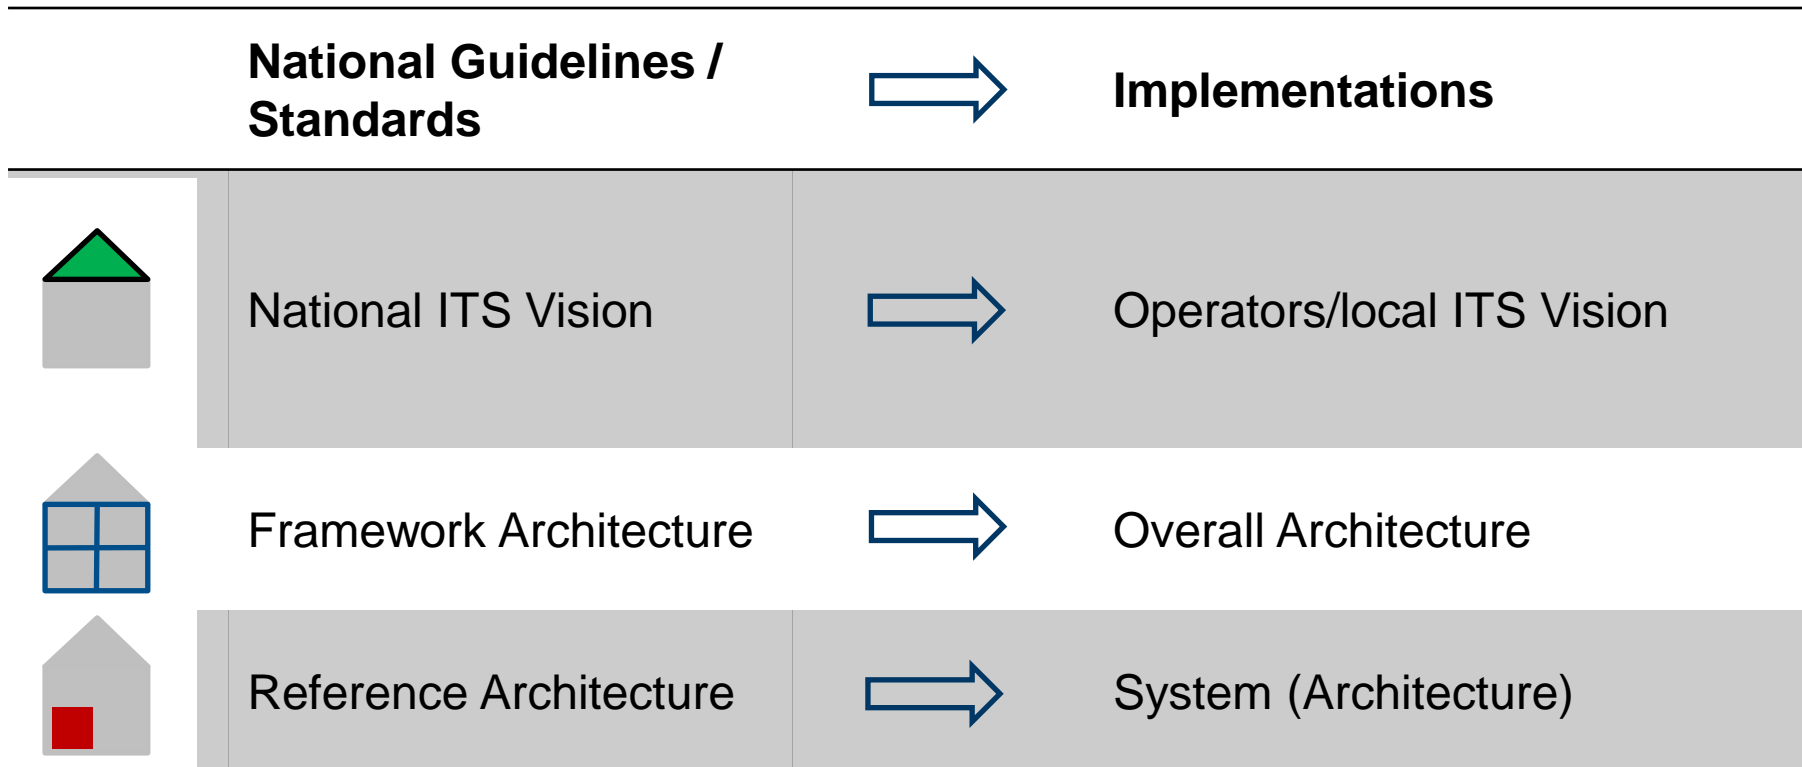 National Guidelines /
Standards
Implementations
National ITS Vision
Operators/local ITS Vision
Framework Architecture
Overall Architecture
Reference Architecture
System (Architecture)